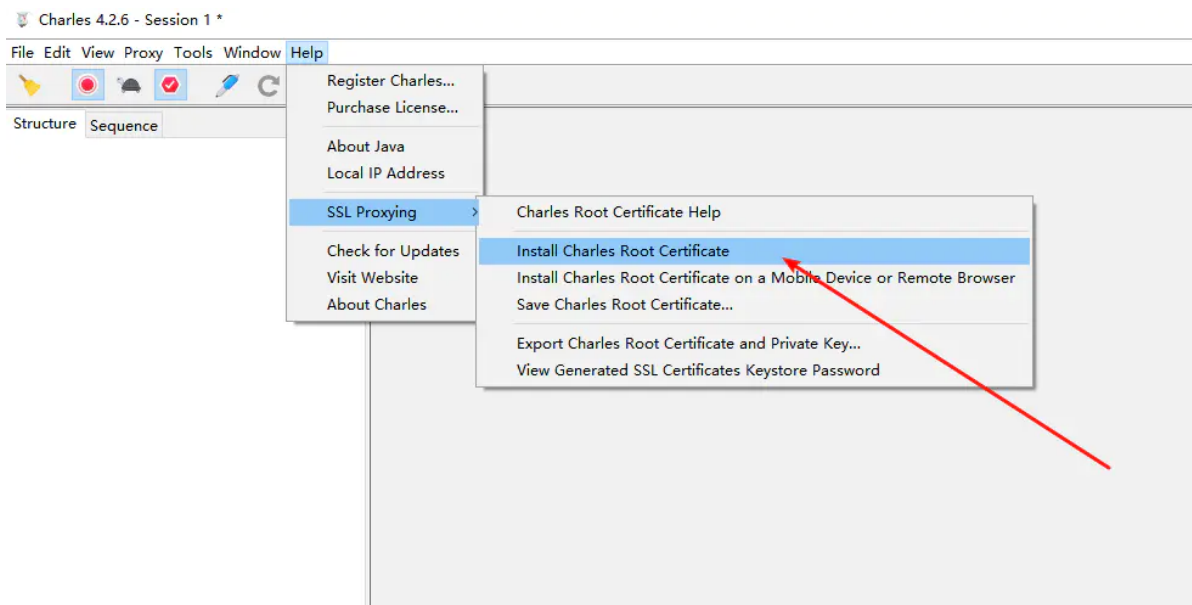 Charles 4.2.6 - Session 1 *
File Edit View Proxy Tools Window Help
Register Charles...
Purchase License...
Structure Sequence
About Java
Local IP Address
SSL Proxying
Check for Updates
Visit Website
About Charles
Charles Root Certificate Help
Install Charles Root Certificate
Install Charles Root Certificate on a Mobile Device or Remote Browser
Save Charles Root Certificate...
Export Charles Root Certificate and Private Key...
View Generated SSL Certificates Keystore Password